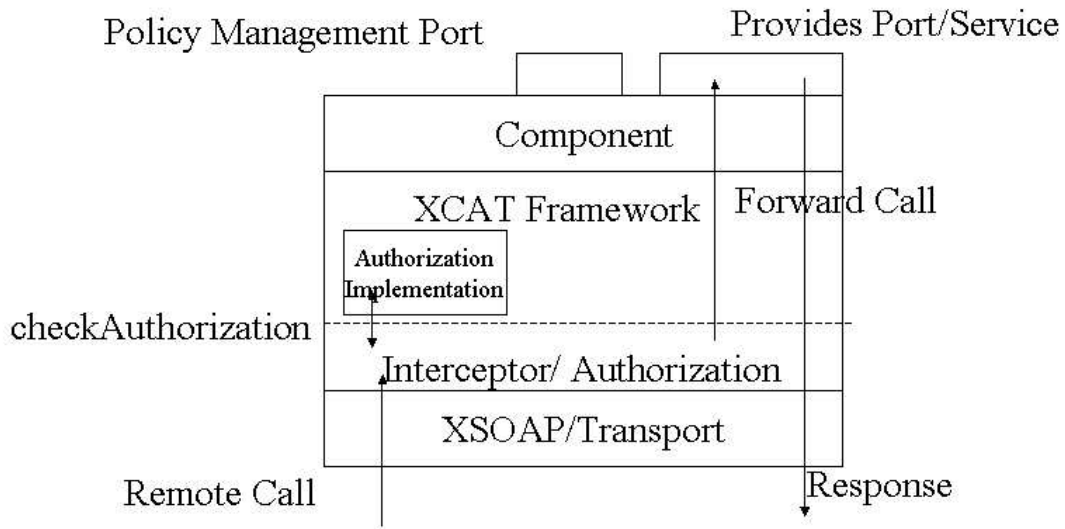 Policy Management Port
Provides Port/Service
Component
XCAT Framework
Forward Call
Authorization
Implementation
checkAuthorization
Interceptor/ Authorization
XSOAP/Transport
Remote Call
Response